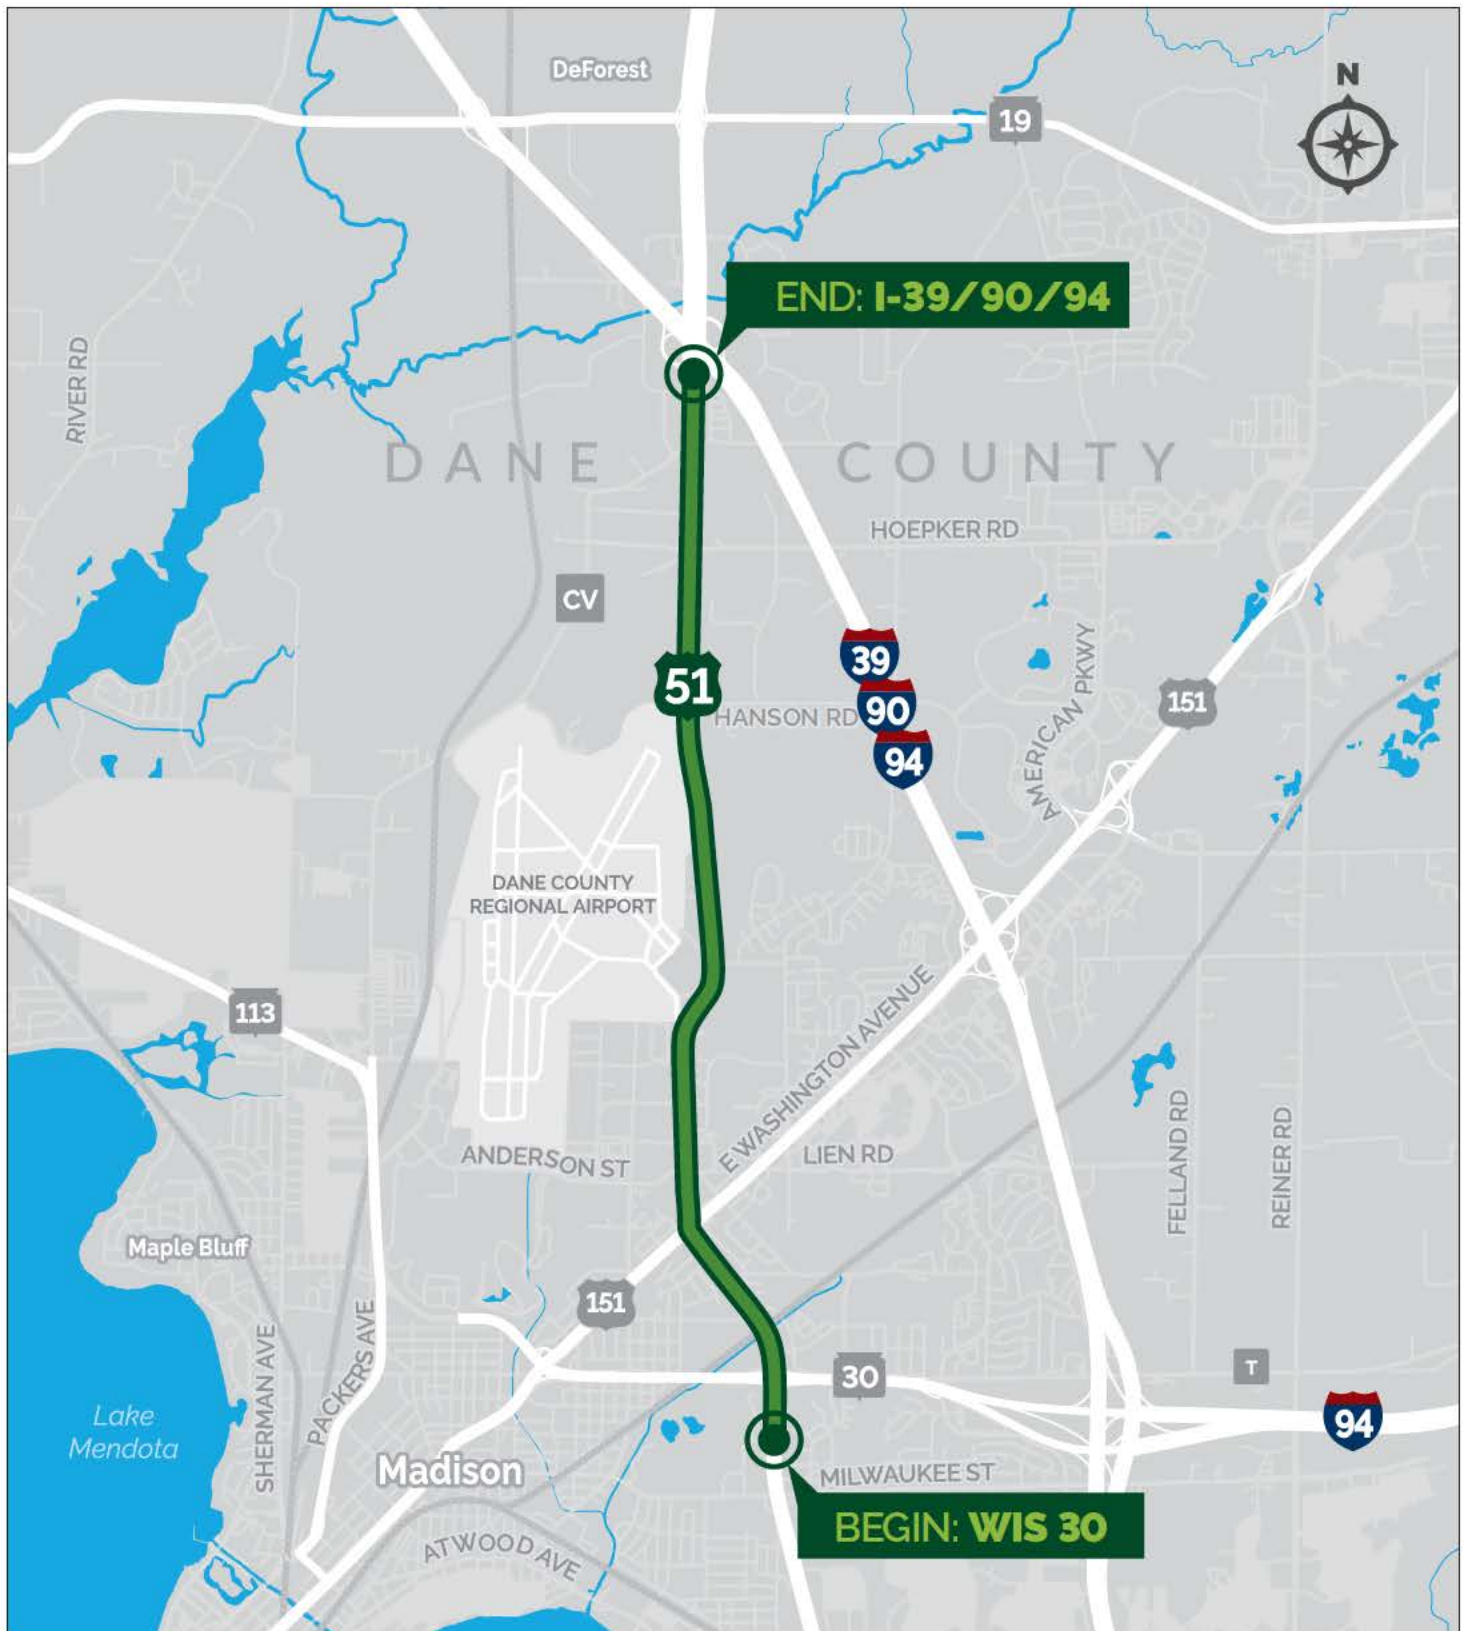 DeForest
N
19
END: I-39/90/94
RIVER RD
DANE COUNTY
HOEPKER RD
CV
39
51
AMERICAN PKWY
151
HANSON RD
90
94
DANE COUNTY
REGIONAL AIRPORT
113
E WASHINGTON AVENUE
ANDERSON ST
LIEN RD
FELLAND RD
REINER RD
Maple Bluff
151
SHERMAN AVE
PACKERS AVE
30
T
Lake
Mendota
94
Madison
MILWAUKEE ST
BEGIN: WIS 30
ATWOOD AVE